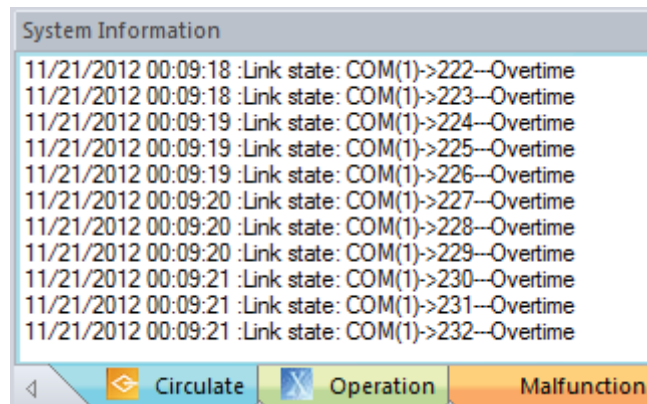 System Information
11/21/2012 00:09:18 :Link state: COM(1)->222---Overtime
11/21/2012 00:09:18 :Link state: COM(1)->223---Overtime
11/21/2012 00:09:19 :Link state: COM(1)->224---Overtime
11/21/2012 00:09:19 :Link state: COM(1)->225---Overtime
11/21/2012 00:09:19 :Link state: COM(1)->226---Overtime
11/21/2012 00:09:20 :Link state: COM(1)->227---Overtime
11/21/2012 00:09:20 :Link state: COM(1)->228---Overtime
11/21/2012 00:09:20 :Link state: COM(1)->229---Overtime
11/21/2012 00:09:21 :Link state: COM(1)->230---Overtime
11/21/2012 00:09:21 :Link state: COM(1)->231---Overtime
11/21/2012 00:09:21 :Link state: COM(1)->232---Overtime
Circulate Operation Malfunction